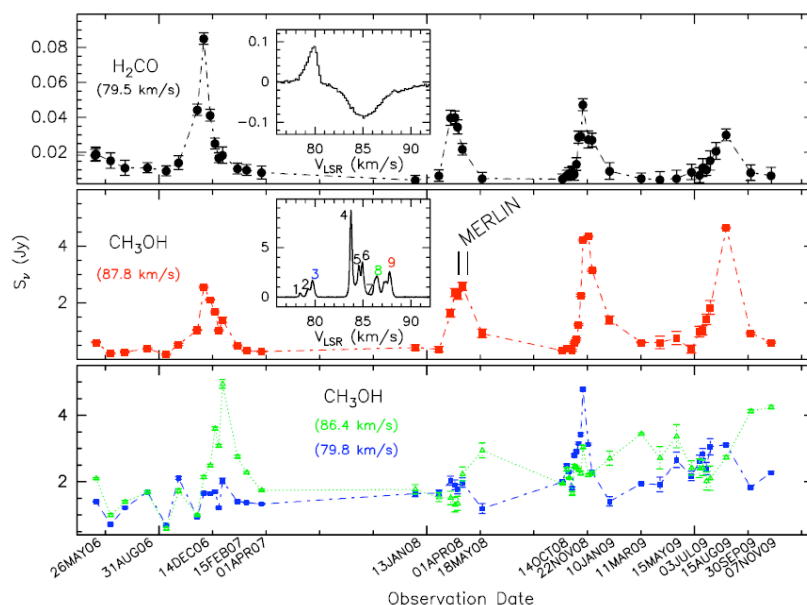 0.08
0.06
0.04
0.02
H2CO
(79.5 km/s)
0.1
0
−0.1
80
85
90
VLSR (km/s)
Sν (Jy)
4
2
CH3OH
(87.8 km/s)
5
0
1
2
3
4
5
6
7
8
9
80
85
90
VLSR (km/s)
MERLIN
4
2
CH3OH
(86.4 km/s)
(79.8 km/s)
26MAY06
31AUG06
14DEC06
15FEB07
01APR07
13JAN08
01APR08
18MAY08
14OCT08
22NOV08
10JAN09
11MAR09
15MAY09
03JUL09
15AUG09
30SEP09
07NOV09
Observation Date